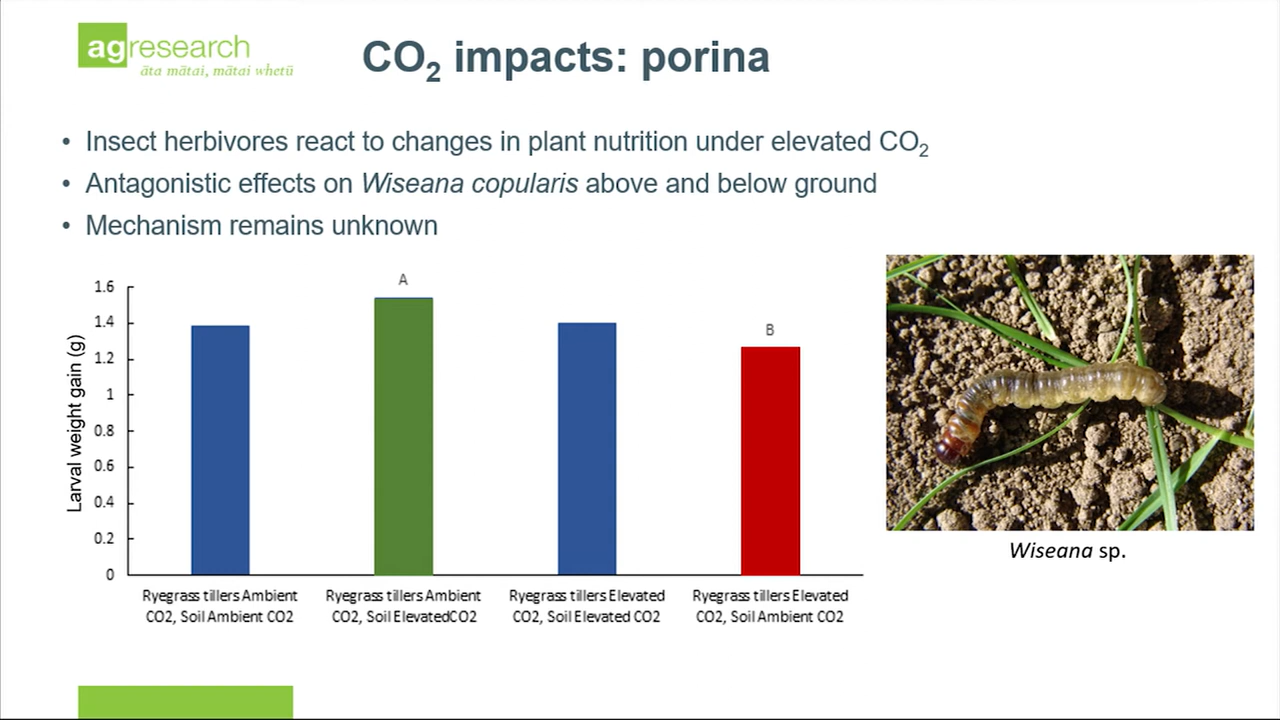 agresearch
āta mātai, mātai whetū
CO2 impacts: porina
• Insect herbivores react to changes in plant nutrition under elevated CO2
• Antagonistic effects on Wiseana copularis above and below ground
• Mechanism remains unknown
Larval weight gain (g)
1.6
1.4
1.2
1
0.8
0.6
0.4
0.2
0
A
B
Ryegrass tillers Ambient
CO2, Soil Ambient CO2
Ryegrass tillers Ambient
CO2, Soil ElevatedCO2
Ryegrass tillers Elevated
CO2, Soil Elevated CO2
Ryegrass tillers Elevated
CO2, Soil Ambient CO2
Wiseana sp.